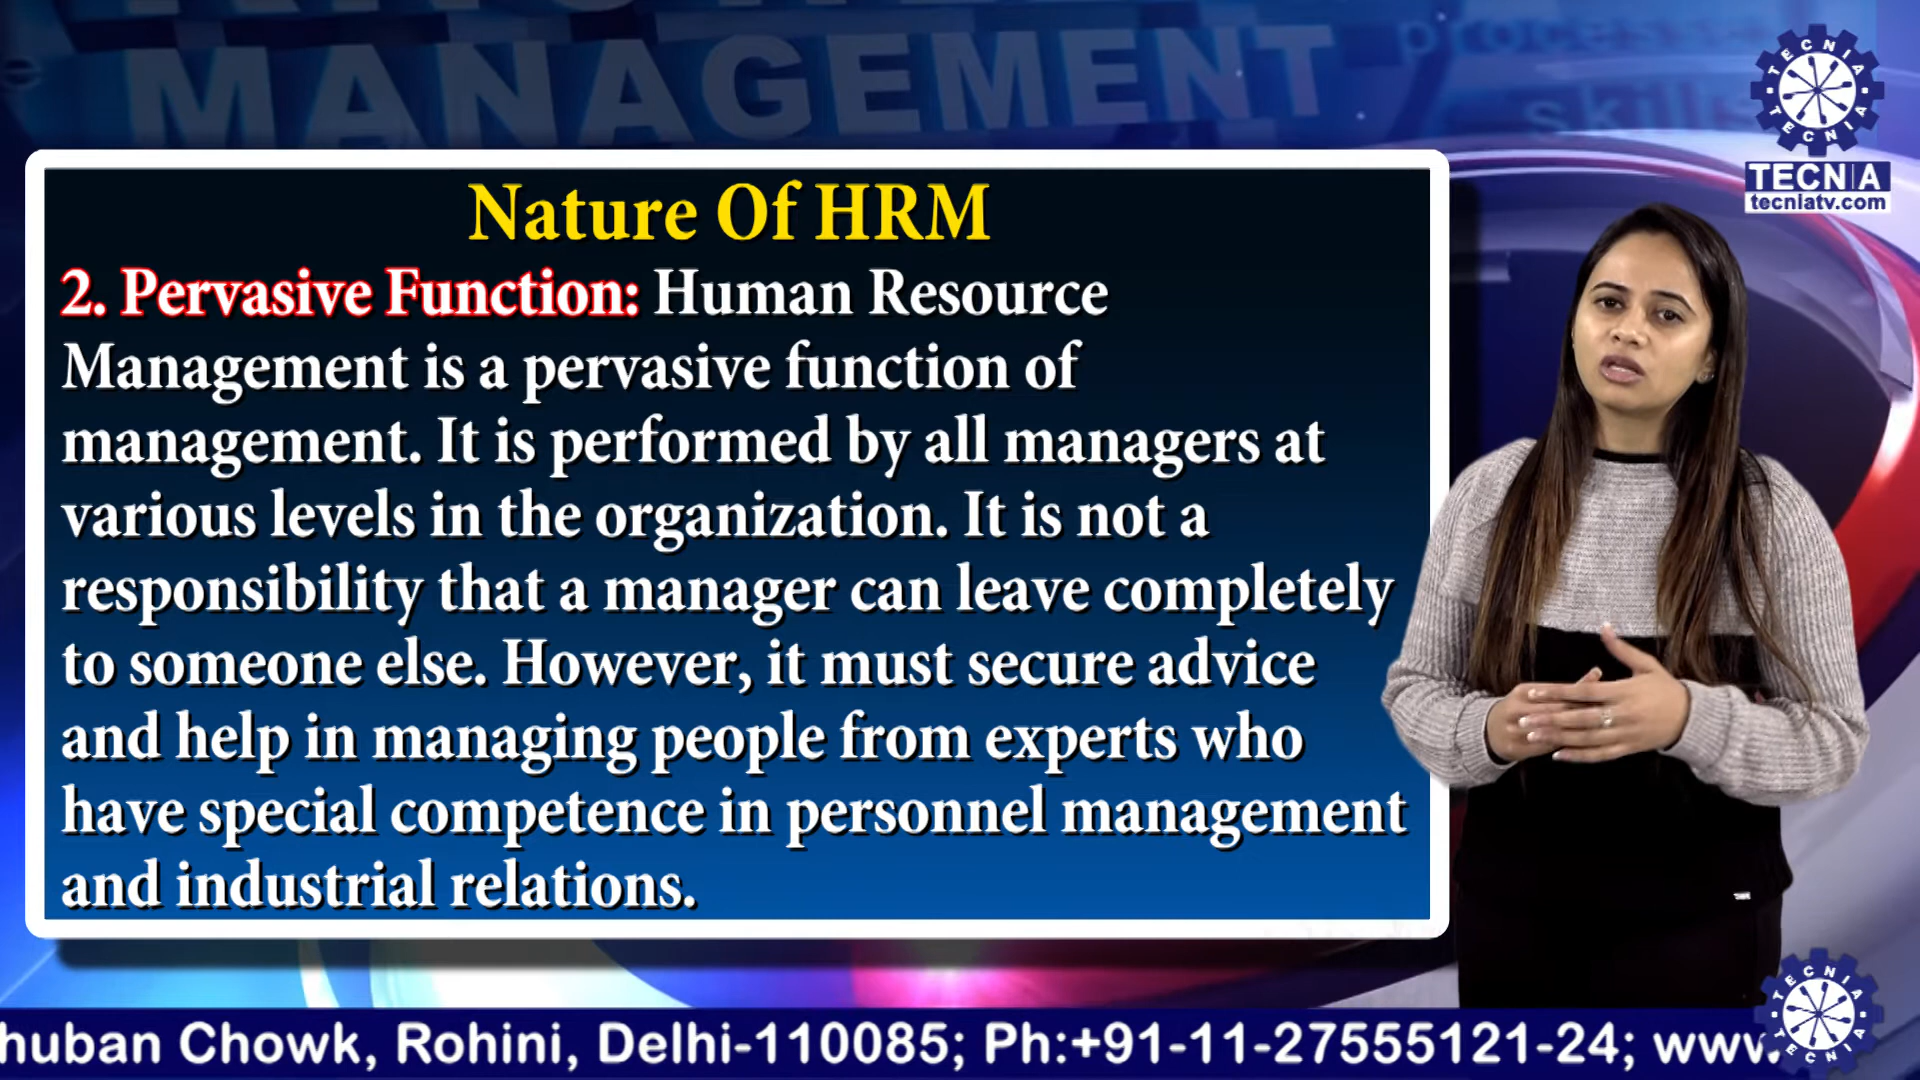 MANAGEMENT
skills
TECNIA
TECNIA
TECNIA
tecniatv.com
Nature Of HRM
2. Pervasive Function: Human Resource
Management is a pervasive function of
management. It is performed by all managers at
various levels in the organization. It is not a
responsibility that a manager can leave completely
to someone else. However, it must secure advice
and help in managing people from experts who
have special competence in personnel management
and industrial relations.
huban Chowk, Rohini, Delhi-110085; Ph:+91-11-27555121-24; www.
TECNIA
TECNIA